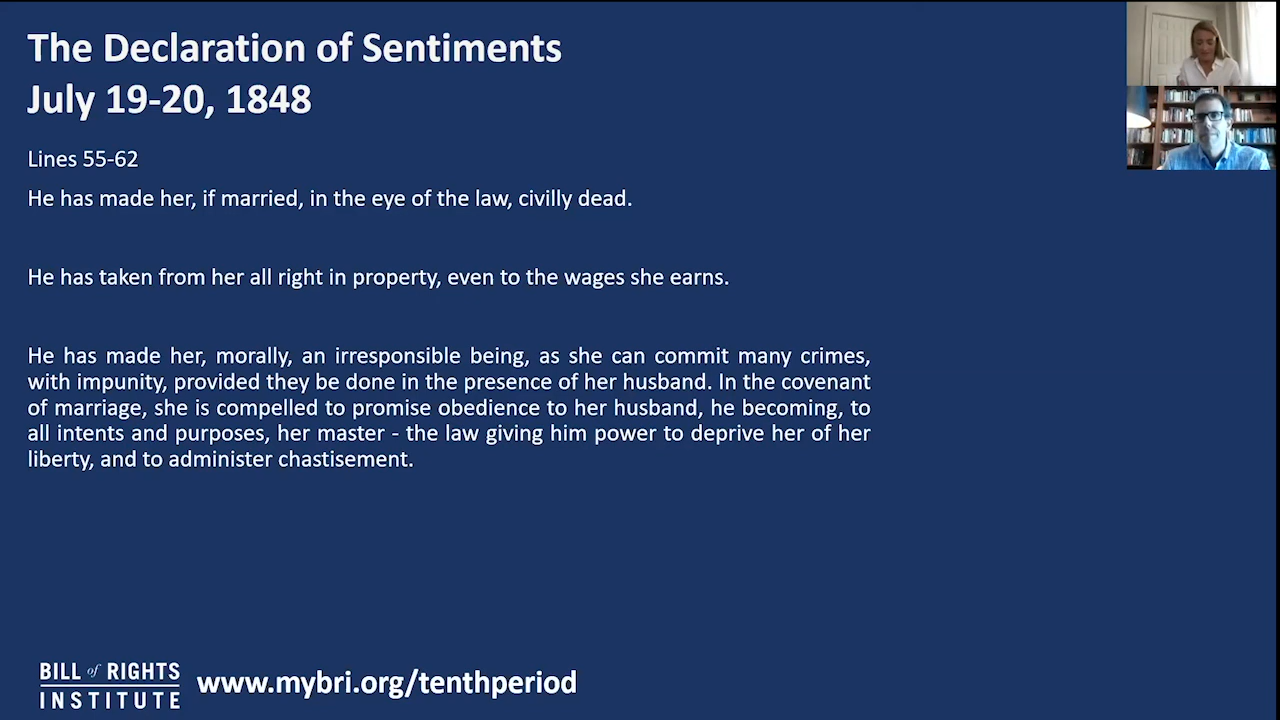 The Declaration of Sentiments
July 19-20, 1848
Lines 55-62
He has made her, if married, in the eye of the law, civilly dead.
He has taken from her all right in property, even to the wages she earns.
He has made her, morally, an irresponsible being, as she can commit many crimes,
with impunity, provided they be done in the presence of her husband. In the covenant
of marriage, she is compelled to promise obedience to her husband, he becoming, to
all intents and purposes, her master - the law giving him power to deprive her of her
liberty, and to administer chastisement.
BILL of RIGHTS
INSTITUTE
www.mybri.org/tenthperiod